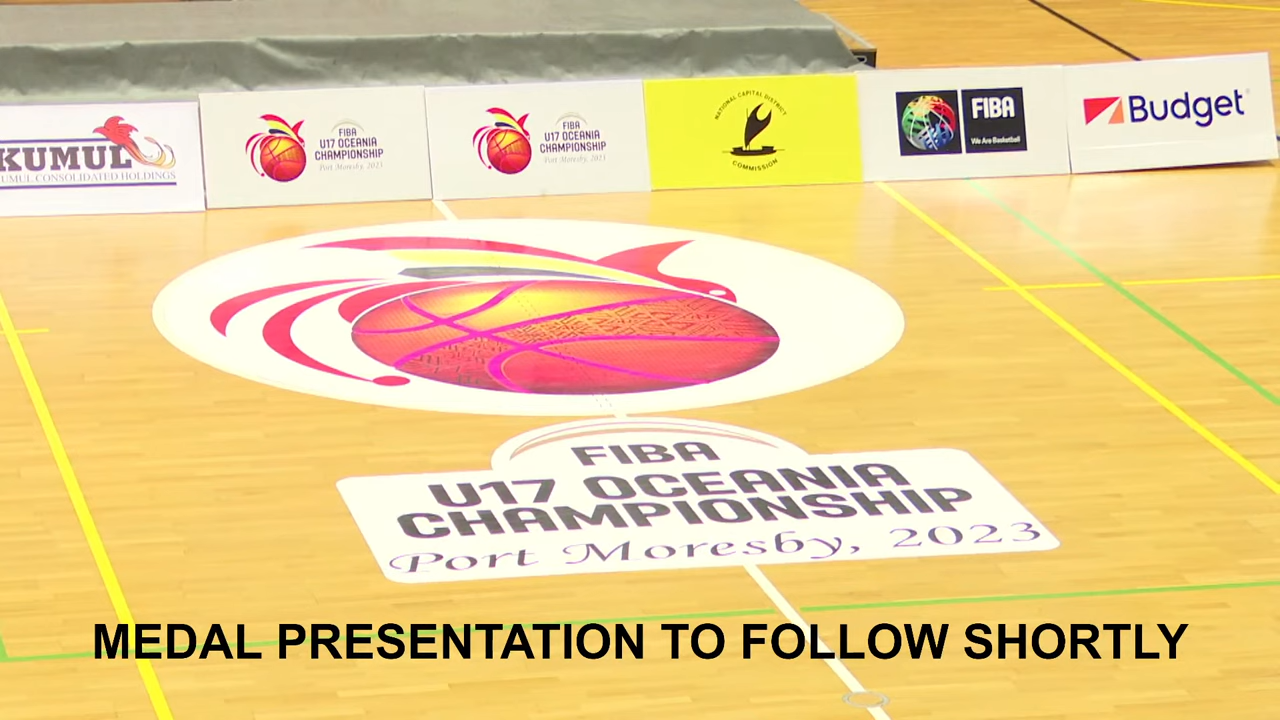 KUMUL
KUMUL CONSOLIDATED HOLDINGS
FIBA
U17 OCEANIA
CHAMPIONSHIP
Port Moresby, 2023
FIBA
U17 OCEANIA
CHAMPIONSHIP
Port Moresby, 2023
NATIONAL CAPITAL DISTRICT
COMMISSION
FIBA
We Are Basketball
Budget
FIBA
U17 OCEANIA
CHAMPIONSHIP
Port Moresby, 2023
MEDAL PRESENTATION TO FOLLOW SHORTLY